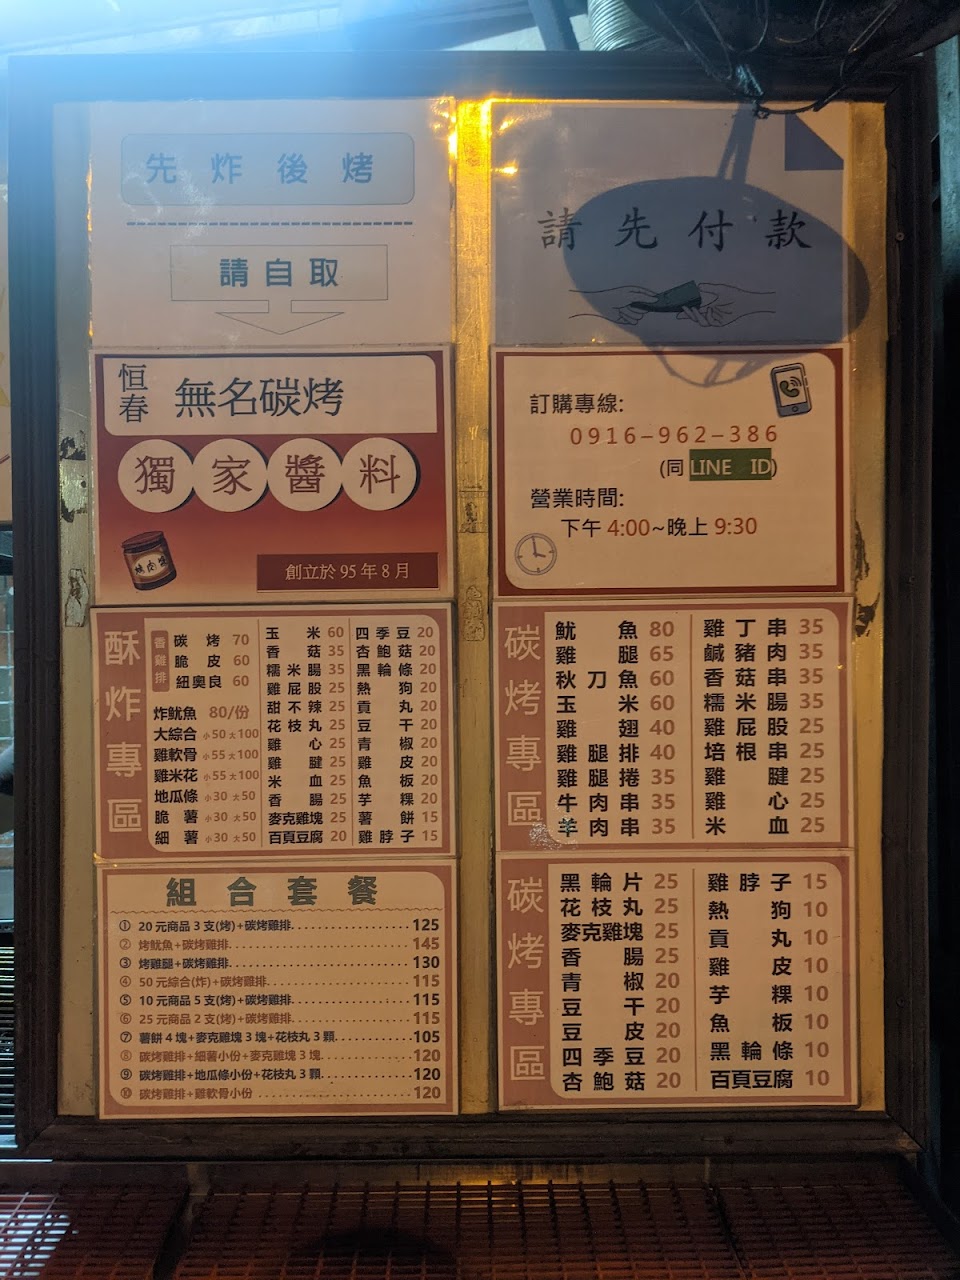 先炸後烤
請自取
請先付款
恒春
無名碳烤
獨家醬料
烤肉醬
創立於 95 年 8 月
訂購專線:
0916-962-386
(同 LINE ID)
營業時間:
下午 4:00~晚上 9:30
酥炸專區
香雞排
碳烤 70
脆皮 60
紐奧良 60
炸魷魚 80/份
大綜合 小50 大100
雞軟骨 小55 大100
雞米花 小55 大100
地瓜條 小30 大50
脆薯 小30 大50
細薯 小30 大50
玉米 60
香菇 35
糯米腸 35
雞屁股 25
甜不辣 25
花枝丸 25
雞心 25
雞腱 25
米血 25
香腸 25
麥克雞塊 25
百頁豆腐 20
四季豆 20
杏鮑菇 20
黑輪條 20
熱狗 20
貢丸 20
豆干 20
青椒 20
雞皮 20
魚板 20
芋粿 20
薯餅 15
雞脖子 15
碳烤專區
魷魚 80
雞腿 65
秋刀魚 60
玉米 60
雞翅 40
雞腿排 40
雞腿捲 35
牛肉串 35
羊肉串 35
雞丁串 35
鹹豬肉 35
香菇串 35
糯米腸 35
雞屁股 25
培根串 25
雞腱 25
雞心 25
米血 25
組合套餐
① 20 元商品 3 支(烤)+碳烤雞排 125
② 烤魷魚+碳烤雞排 145
③ 烤雞腿+碳烤雞排 130
④ 50 元綜合(炸)+碳烤雞排 115
⑤ 10 元商品 5 支(烤)+碳烤雞排 115
⑥ 25 元商品 2 支(烤)+碳烤雞排 115
⑦ 薯餅 4 塊+麥克雞塊 3 塊+花枝丸 3 顆 105
⑧ 碳烤雞排+細薯小份+麥克雞塊 3 塊 120
⑨ 碳烤雞排+地瓜條小份+花枝丸 3 顆 120
⑩ 碳烤雞排+雞軟骨小份 120
碳烤專區
黑輪片 25
花枝丸 25
麥克雞塊 25
香腸 25
青椒 20
豆干 20
豆皮 20
四季豆 20
杏鮑菇 20
雞脖子 15
熱狗 10
貢丸 10
雞皮 10
芋粿 10
魚板 10
黑輪條 10
百頁豆腐 10